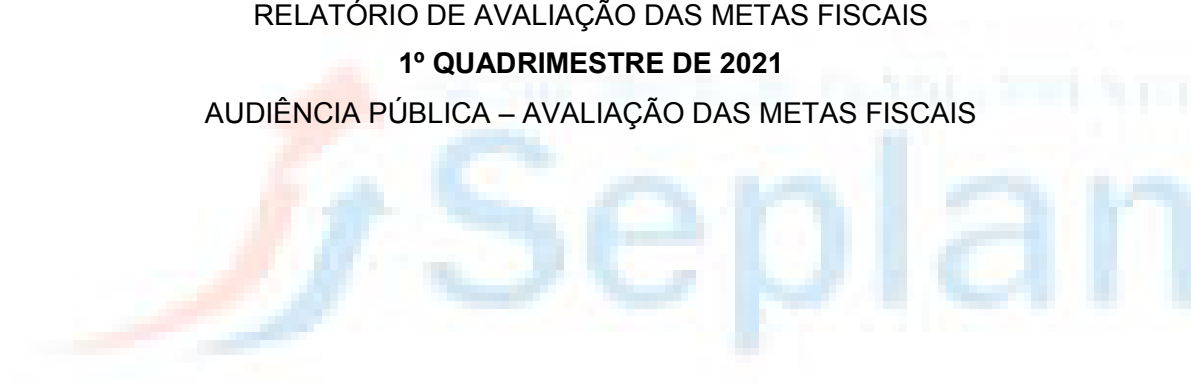 RELATÓRIO DE AVALIAÇÃO DAS METAS FISCAIS
1º QUADRIMESTRE DE 2021
AUDIÊNCIA PÚBLICA – AVALIAÇÃO DAS METAS FISCAIS
Seplan